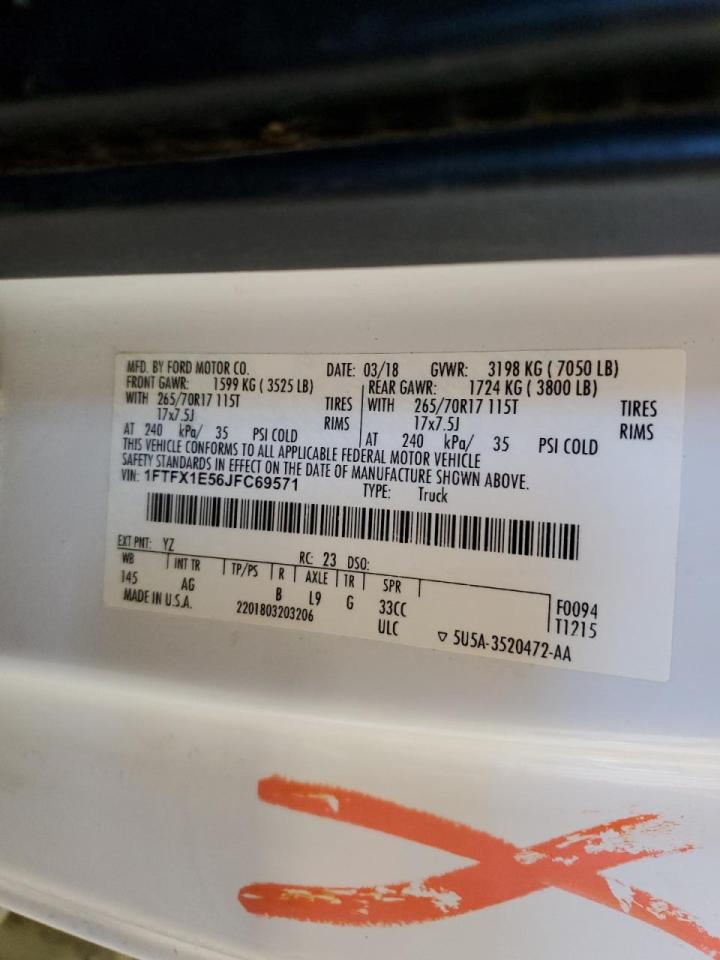 MFD. BY FORD MOTOR CO. DATE: 03/18 GVWR: 3198 KG ( 7050 LB)
FRONT GAWR: 1599 KG ( 3525 LB) REAR GAWR: 1724 KG ( 3800 LB)
WITH 265/70R17 115T TIRES WITH 265/70R17 115T TIRES
17x7.5J RIMS 17x7.5J RIMS
AT 240 kPa/ 35 PSI COLD AT 240 kPa/ 35 PSI COLD
THIS VEHICLE CONFORMS TO ALL APPLICABLE FEDERAL MOTOR VEHICLE
SAFETY STANDARDS IN EFFECT ON THE DATE OF MANUFACTURE SHOWN ABOVE.
VIN: 1FTFX1E56JFC69571 TYPE: Truck
EXT PNT: YZ RC: 23 DSO:
WB INT TR TP/PS R AXLE TR SPR
145 AG B L9 G 33CC F0094
ULC T1215
MADE IN U.S.A. 2201803203206 ▽ 5U5A-3520472-AA